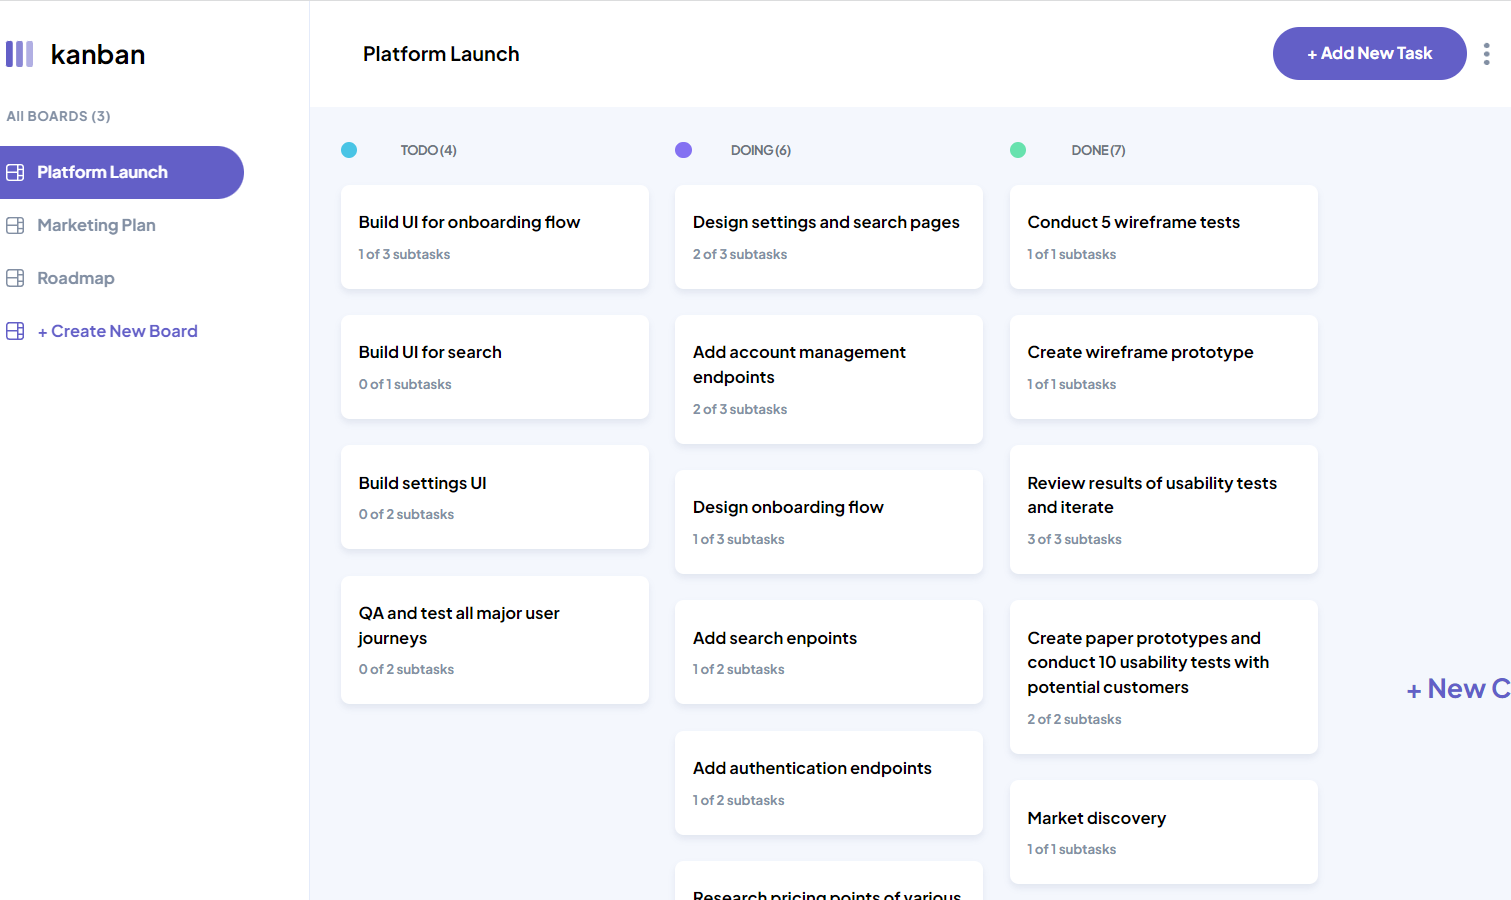 kanban
All BOARDS (3)
Platform Launch
Marketing Plan
Roadmap
+ Create New Board
Platform Launch
+ Add New Task
TODO (4)
Build UI for onboarding flow
1 of 3 subtasks
Build UI for search
0 of 1 subtasks
Build settings UI
0 of 2 subtasks
QA and test all major user
journeys
0 of 2 subtasks
DOING (6)
Design settings and search pages
2 of 3 subtasks
Add account management
endpoints
2 of 3 subtasks
Design onboarding flow
1 of 3 subtasks
Add search enpoints
1 of 2 subtasks
Add authentication endpoints
1 of 2 subtasks
Research pricing points of various
DONE (7)
Conduct 5 wireframe tests
1 of 1 subtasks
Create wireframe prototype
1 of 1 subtasks
Review results of usability tests
and iterate
3 of 3 subtasks
Create paper prototypes and
conduct 10 usability tests with
potential customers
2 of 2 subtasks
Market discovery
1 of 1 subtasks
+ New C